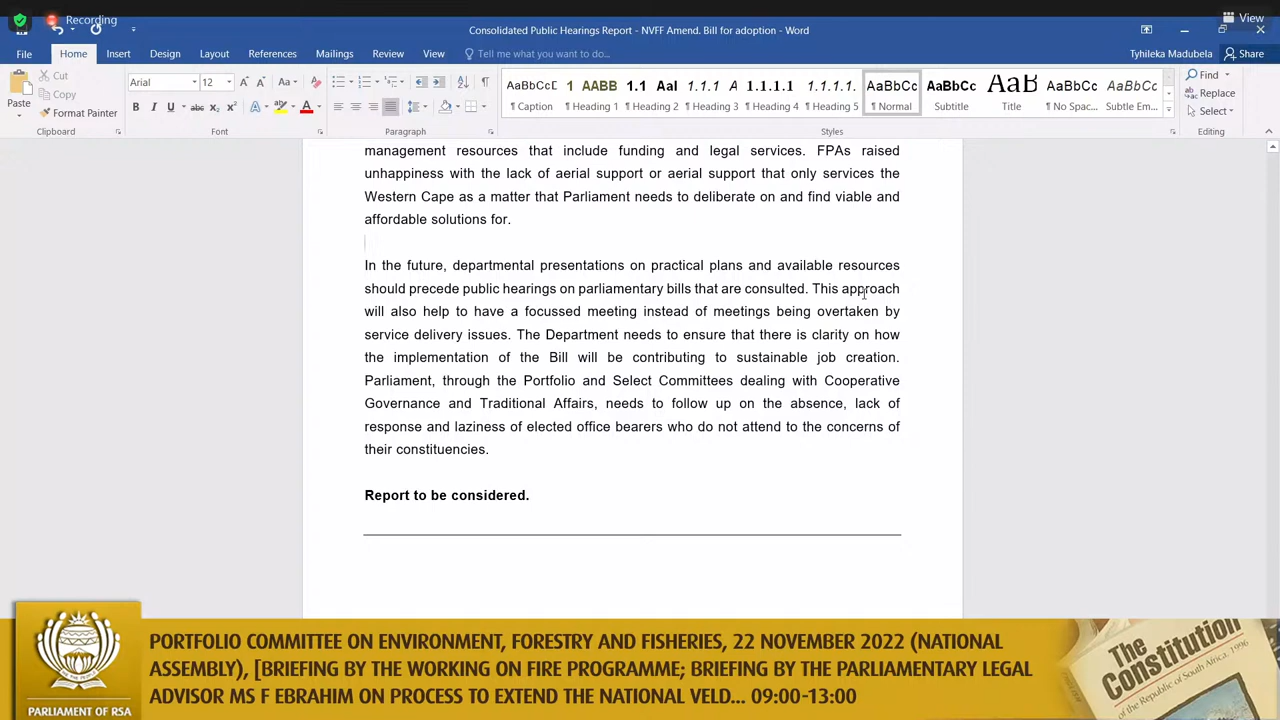 Recording
View
Consolidated Public Hearings Report - NVFF Amend. Bill for adoption - Word
File Home Insert Design Layout References Mailings Review View Tell me what you want to do... Tyhileka Madubela Share
Paste
Cut
Copy
Format Painter
Clipboard
Arial 12 Aa
B I U abc x₂ x² A A
Font
Paragraph
AaBbCcD 1 AABB 1.1 AaI 1.1.1 A 1.1.1.1 1.1.1.1. AaBbCc AaBbCc AaB AaBbCc AaBbCc
¶ Caption ¶ Heading 1 ¶ Heading 2 ¶ Heading 3 ¶ Heading 4 ¶ Heading 5 ¶ Normal Subtitle Title ¶ No Spac... Subtle Em...
Styles
Find
Replace
Select
Editing
management resources that include funding and legal services. FPAs raised
unhappiness with the lack of aerial support or aerial support that only services the
Western Cape as a matter that Parliament needs to deliberate on and find viable and
affordable solutions for.
In the future, departmental presentations on practical plans and available resources
should precede public hearings on parliamentary bills that are consulted. This approach
will also help to have a focussed meeting instead of meetings being overtaken by
service delivery issues. The Department needs to ensure that there is clarity on how
the implementation of the Bill will be contributing to sustainable job creation.
Parliament, through the Portfolio and Select Committees dealing with Cooperative
Governance and Traditional Affairs, needs to follow up on the absence, lack of
response and laziness of elected office bearers who do not attend to the concerns of
their constituencies.
Report to be considered.
PORTFOLIO COMMITTEE ON ENVIRONMENT, FORESTRY AND FISHERIES, 22 NOVEMBER 2022 (NATIONAL
ASSEMBLY), [BRIEFING BY THE WORKING ON FIRE PROGRAMME; BRIEFING BY THE PARLIAMENTARY LEGAL
ADVISOR MS F EBRAHIM ON PROCESS TO EXTEND THE NATIONAL VELD... 09:00-13:00
PARLIAMENT OF RSA
The
Constitution
of the Republic of South Africa, 1996